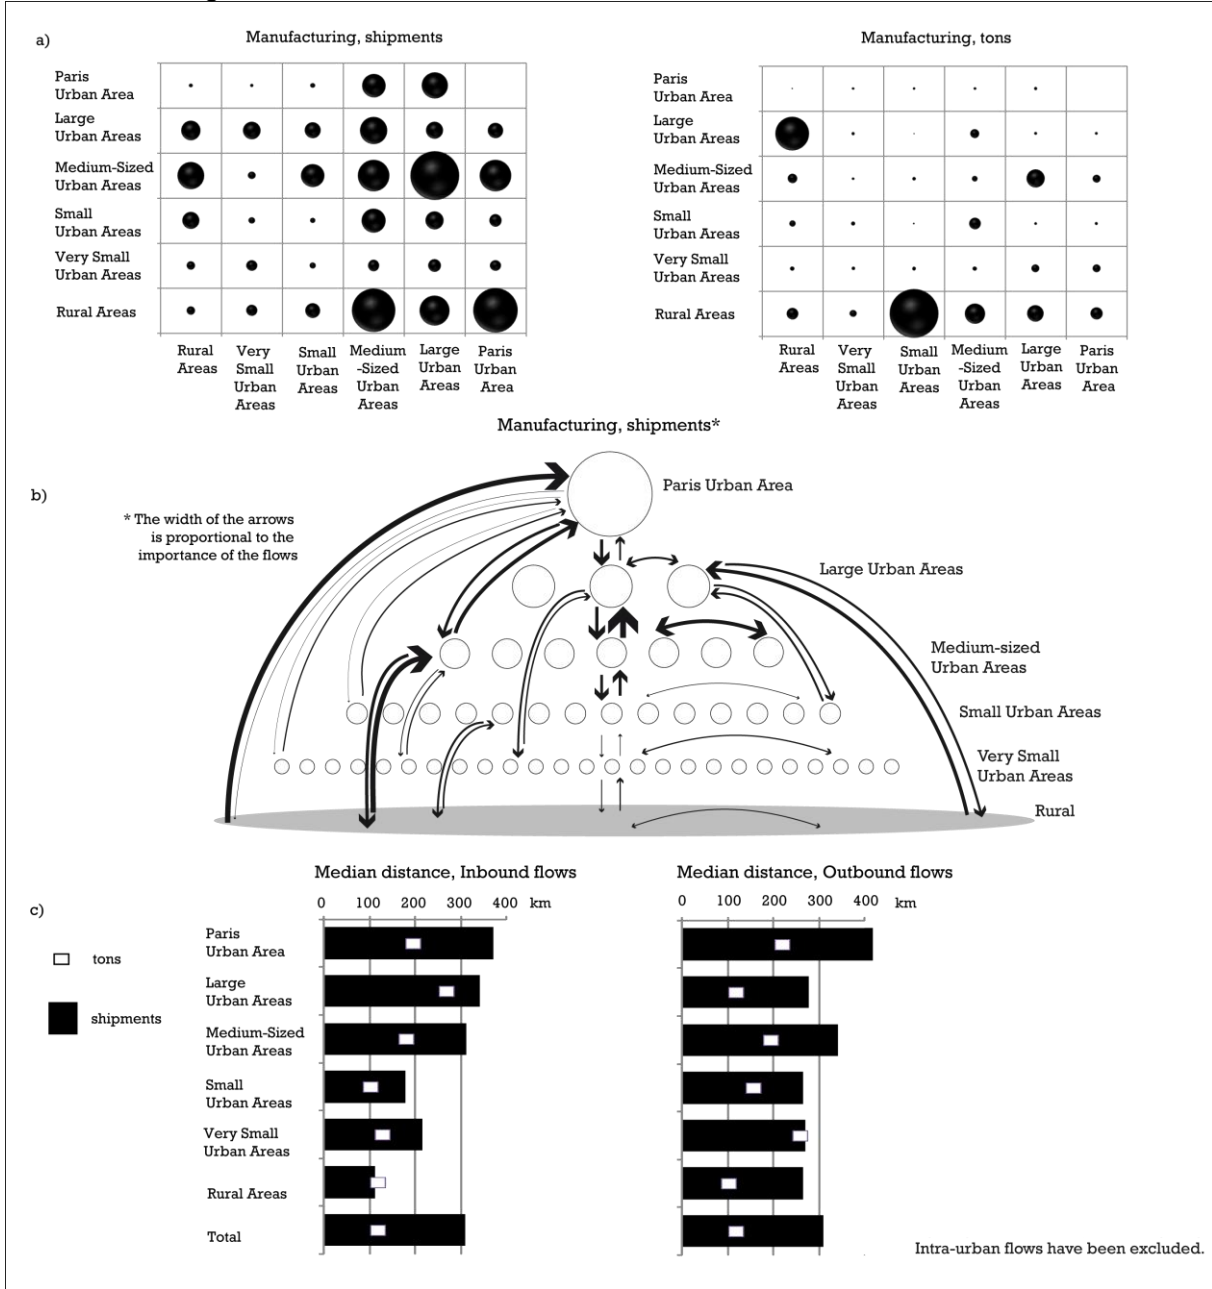 a)
Manufacturing, shipments
Paris
Urban Area
Large
Urban Areas
Medium-Sized
Urban Areas
Small
Urban Areas
Very Small
Urban Areas
Rural Areas
Rural
Areas
Very
Small
Urban
Areas
Small
Urban
Areas
Medium
-Sized
Urban
Areas
Large
Urban
Areas
Paris
Urban
Area
Manufacturing, tons
Paris
Urban Area
Large
Urban Areas
Medium-Sized
Urban Areas
Small
Urban Areas
Very Small
Urban Areas
Rural Areas
Rural
Areas
Very
Small
Urban
Areas
Small
Urban
Areas
Medium
-Sized
Urban
Areas
Large
Urban
Areas
Paris
Urban
Area
Manufacturing, shipments*
b)
* The width of the arrows
is proportional to the
importance of the flows
Paris Urban Area
Large Urban Areas
Medium-sized
Urban Areas
Small Urban Areas
Very Small
Urban Areas
Rural
c)
tons
shipments
Median distance, Inbound flows
0 100 200 300 400 km
Paris
Urban Area
Large
Urban Areas
Medium-Sized
Urban Areas
Small
Urban Areas
Very Small
Urban Areas
Rural Areas
Total
Median distance, Outbound flows
0 100 200 300 400 km
Intra-urban flows have been excluded.